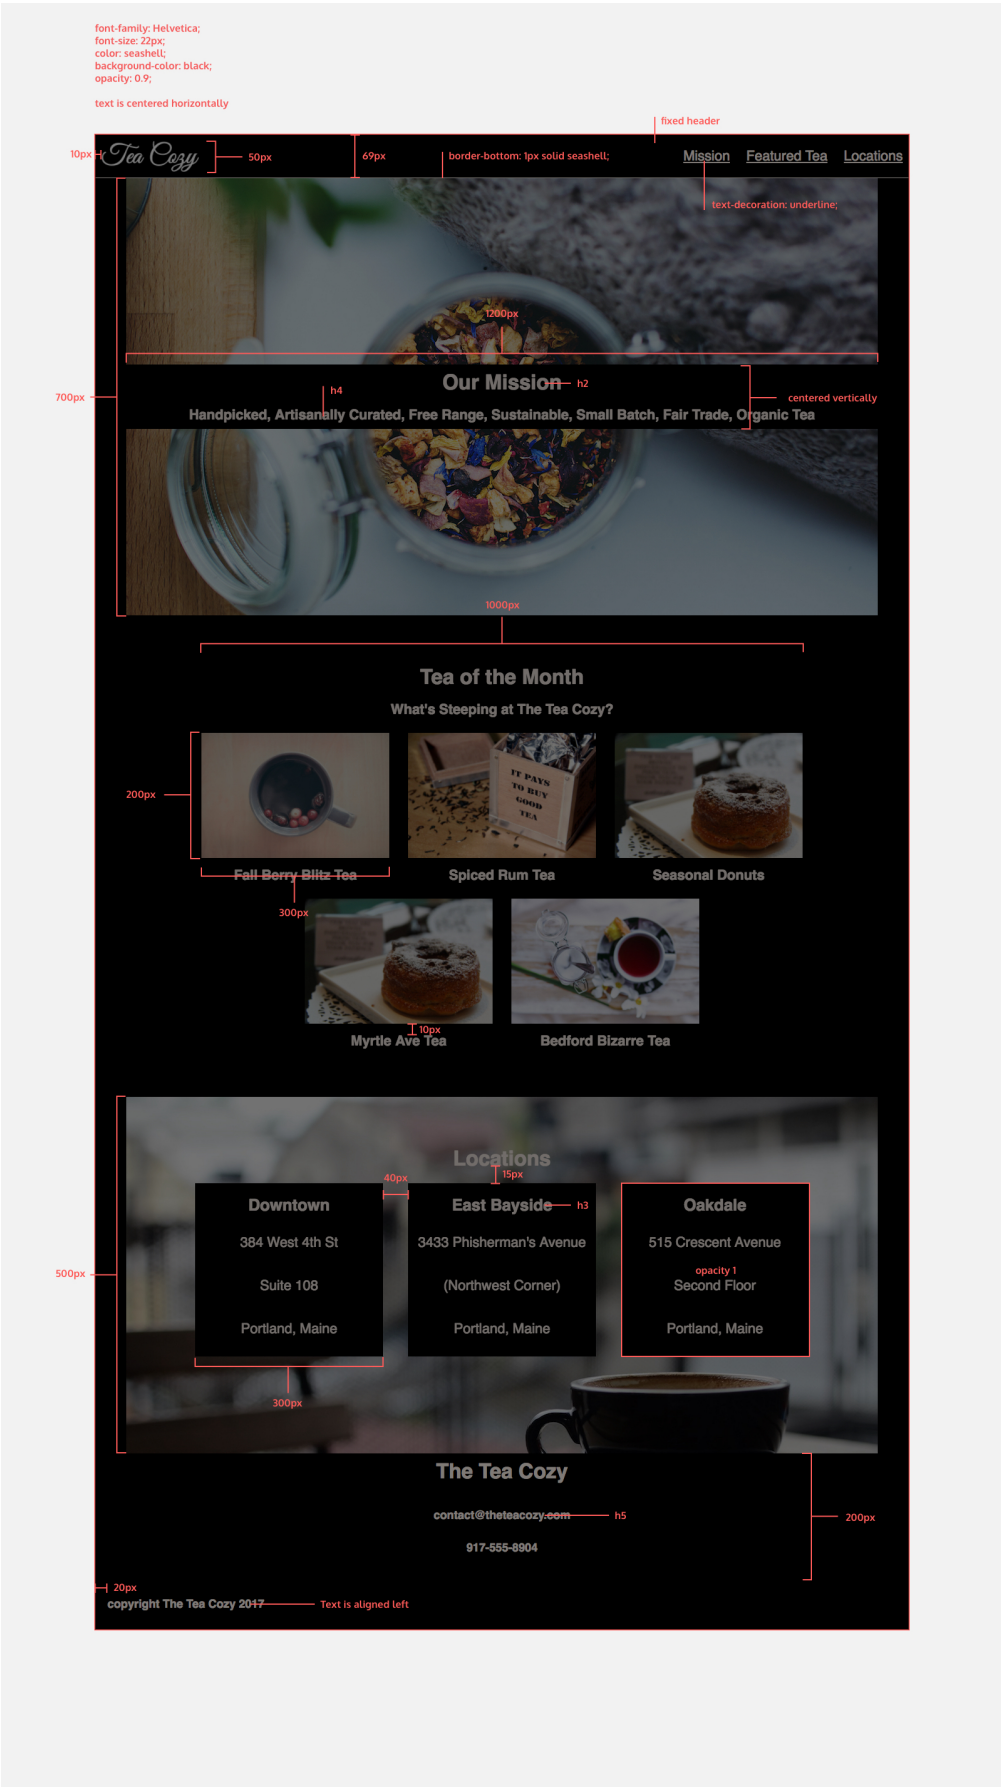 font-family: Helvetica;
font-size: 22px;
color: seashell;
background-color: black;
opacity: 0.9;
text is centered horizontally
fixed header
10px
Tea Cozy
50px
69px
border-bottom: 1px solid seashell;
Mission
Featured Tea
Locations
text-decoration: underline;
1200px
Our Mission
h2
h4
700px
centered vertically
Handpicked, Artisanally Curated, Free Range, Sustainable, Small Batch, Fair Trade, Organic Tea
1000px
Tea of the Month
What's Steeping at The Tea Cozy?
IT PAYS
TO BUY
GOOD
TEA
200px
Fall Berry Blitz Tea
Spiced Rum Tea
Seasonal Donuts
300px
10px
Myrtle Ave Tea
Bedford Bizarre Tea
Locations
15px
40px
Downtown
East Bayside
h3
Oakdale
384 West 4th St
3433 Phisherman's Avenue
515 Crescent Avenue
500px
opacity 1
Suite 108
(Northwest Corner)
Second Floor
Portland, Maine
Portland, Maine
Portland, Maine
300px
The Tea Cozy
contact@theteacozy.com
h5
200px
917-555-8904
20px
copyright The Tea Cozy 2017
Text is aligned left